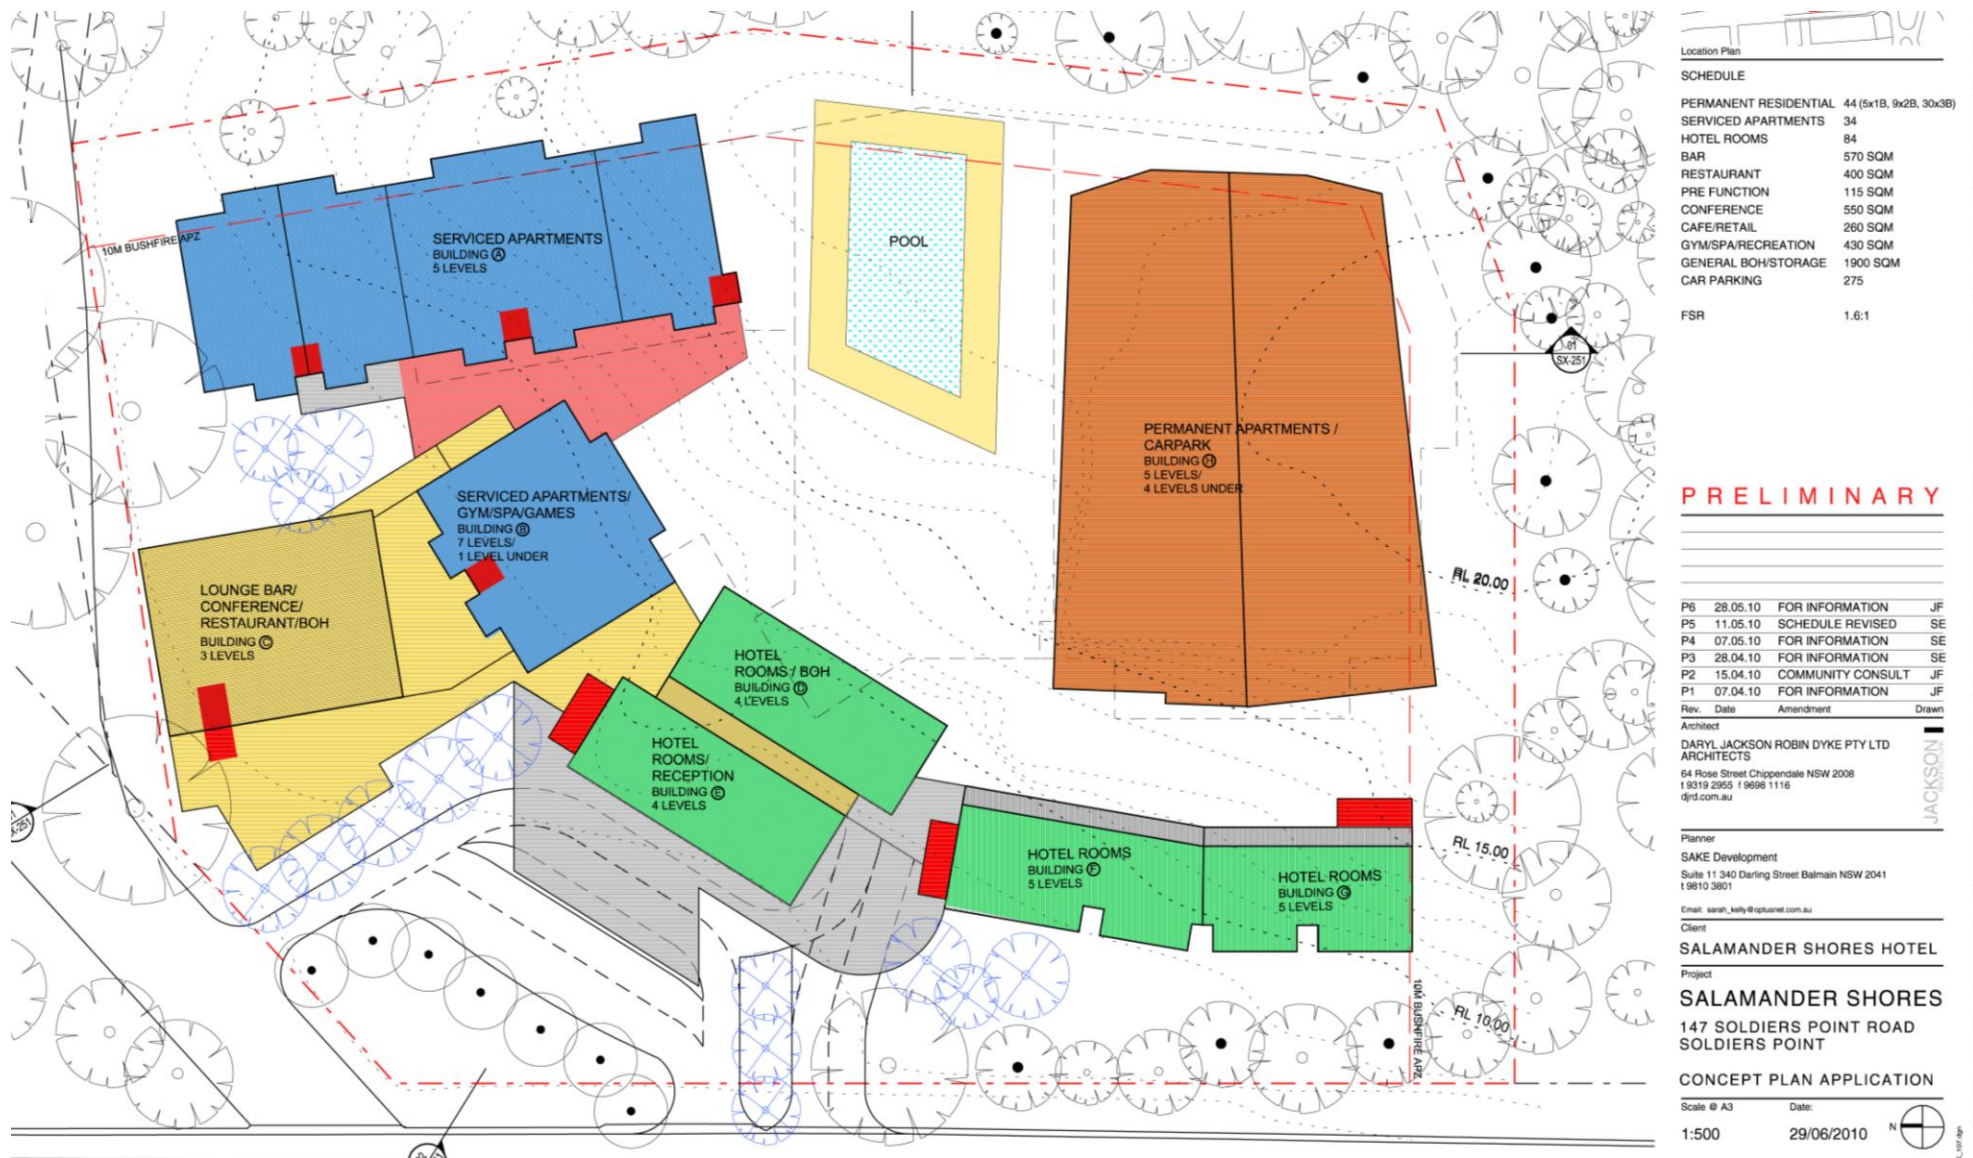 10M BUSHFIRE APZ
SERVICED APARTMENTS
BUILDING A
5 LEVELS
POOL
PERMANENT APARTMENTS /
CARPARK
BUILDING H
5 LEVELS/
4 LEVELS UNDER
SERVICED APARTMENTS/
GYM/SPA/GAMES
BUILDING B
7 LEVELS/
1 LEVEL UNDER
LOUNGE BAR/
CONFERENCE/
RESTAURANT/BOH
BUILDING C
3 LEVELS
HOTEL
ROOMS / BOH
BUILDING D
4 LEVELS
HOTEL
ROOMS/
RECEPTION
BUILDING E
4 LEVELS
HOTEL ROOMS
BUILDING F
5 LEVELS
HOTEL ROOMS
BUILDING G
5 LEVELS
01
SX-251
RL 20.00
RL 15.00
RL 10.00
10M BUSHFIRE APZ
Location Plan
SCHEDULE
PERMANENT RESIDENTIAL 44 (5x1B, 9x2B, 30x3B)
SERVICED APARTMENTS 34
HOTEL ROOMS 84
BAR 570 SQM
RESTAURANT 400 SQM
PRE FUNCTION 115 SQM
CONFERENCE 550 SQM
CAFE/RETAIL 260 SQM
GYM/SPA/RECREATION 430 SQM
GENERAL BOH/STORAGE 1900 SQM
CAR PARKING 275
FSR 1.6:1
PRELIMINARY
P6 28.05.10 FOR INFORMATION JF
P5 11.05.10 SCHEDULE REVISED SE
P4 07.05.10 FOR INFORMATION SE
P3 28.04.10 FOR INFORMATION SE
P2 15.04.10 COMMUNITY CONSULT JF
P1 07.04.10 FOR INFORMATION JF
Rev. Date Amendment Drawn
Architect
DARYL JACKSON ROBIN DYKE PTY LTD
ARCHITECTS
64 Rose Street Chippendale NSW 2008
t 9319 2955 f 9698 1116
djrd.com.au
JACKSON
Planner
SAKE Development
Suite 11 340 Darling Street Balmain NSW 2041
t 9810 3801
Email: sarah_kelly@optusnet.com.au
Client
SALAMANDER SHORES HOTEL
Project
SALAMANDER SHORES
147 SOLDIERS POINT ROAD
SOLDIERS POINT
CONCEPT PLAN APPLICATION
Scale @ A3 Date:
1:500 29/06/2010 N